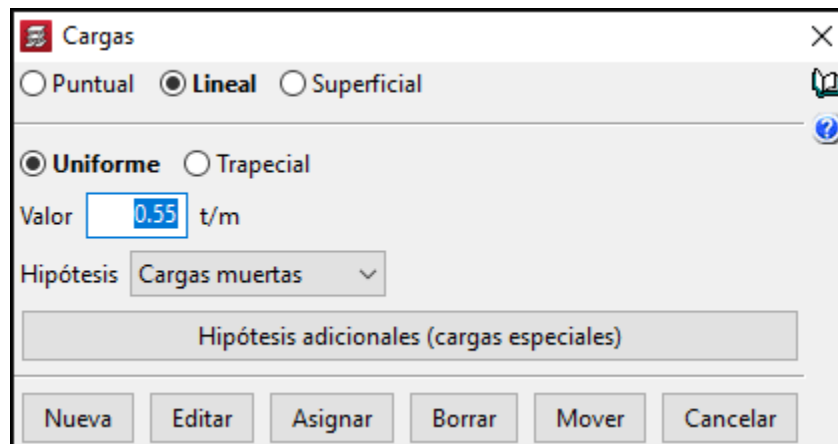 Cargas
Puntual Lineal Superficial
Uniforme Trapecial
Valor 0.55 t/m
Hipótesis Cargas muertas
Hipótesis adicionales (cargas especiales)
Nueva Editar Asignar Borrar Mover Cancelar